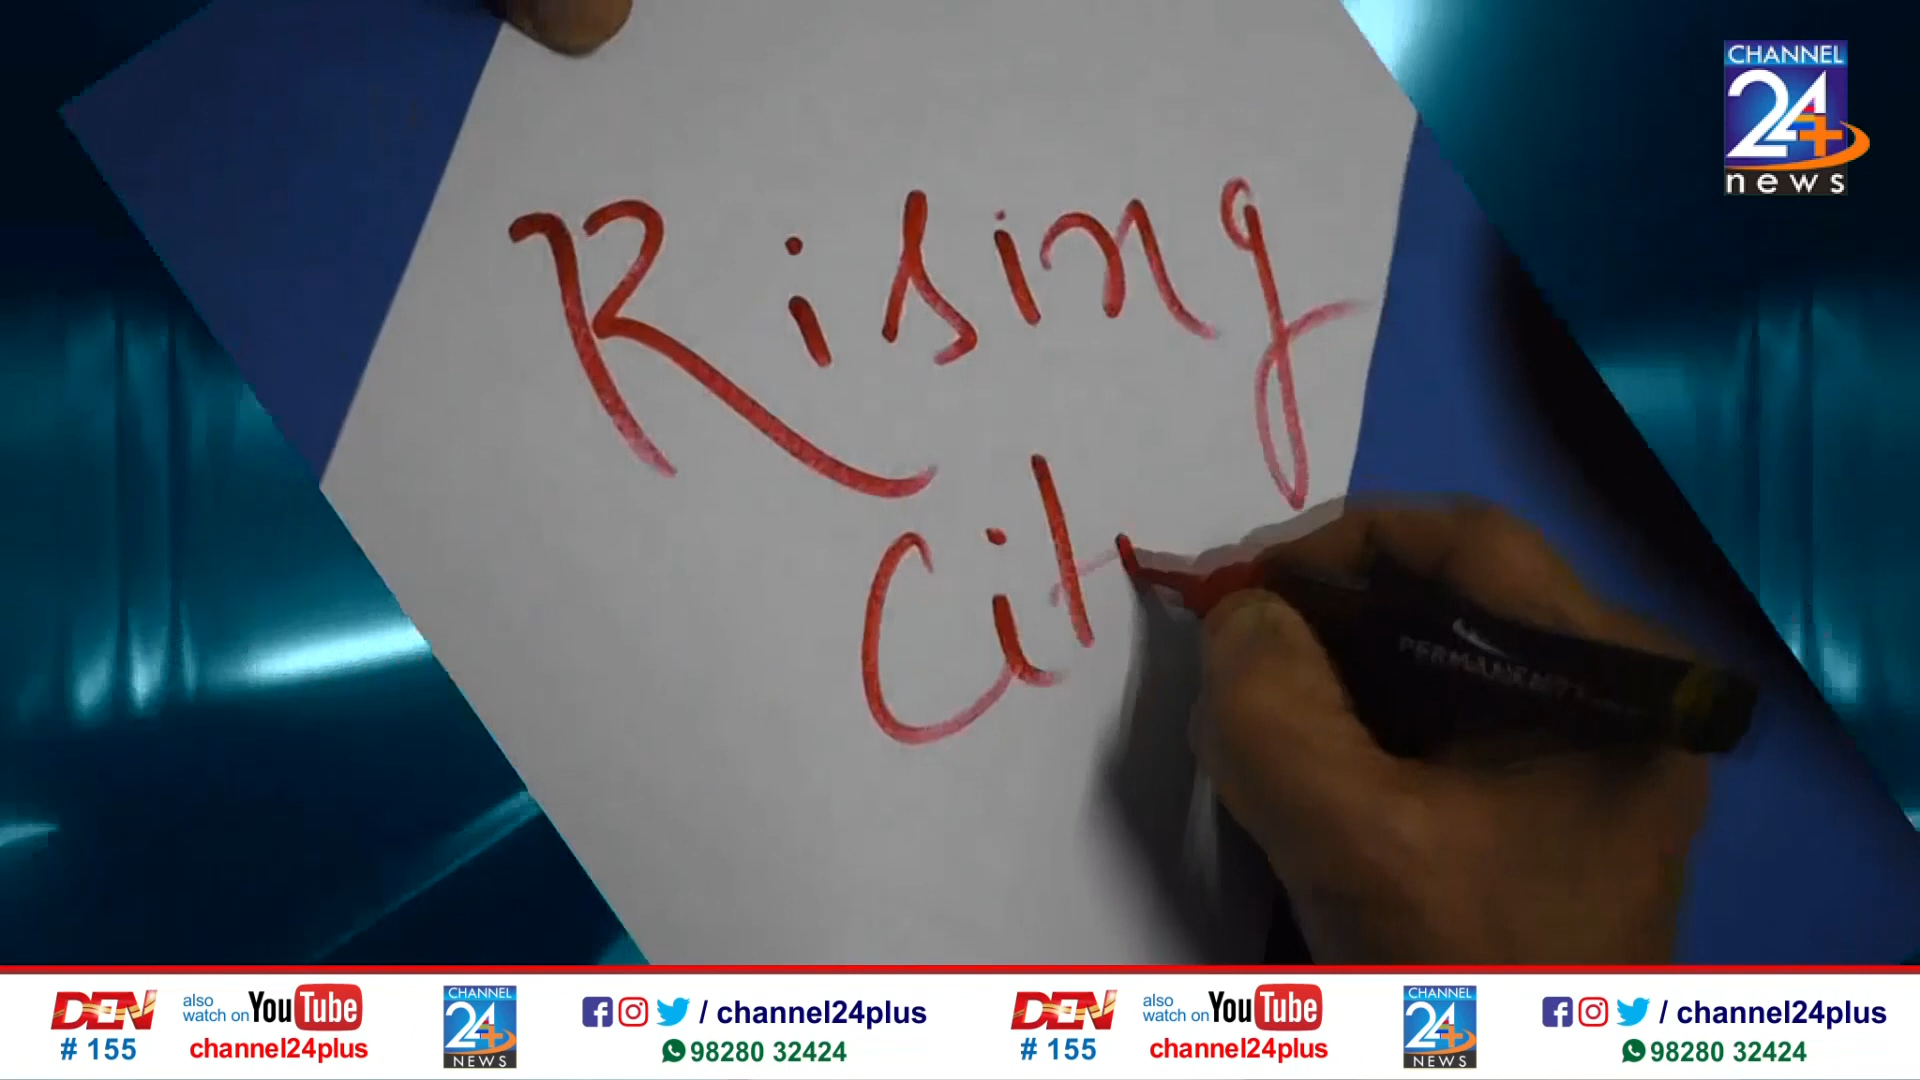 CHANNEL
24+
news
Rising
Cit
PERMANENT
DEN
# 155
also
watch on YouTube
channel24plus
CHANNEL
24+
NEWS
/ channel24plus
98280 32424
DEN
# 155
also
watch on YouTube
channel24plus
CHANNEL
24+
NEWS
/ channel24plus
98280 32424